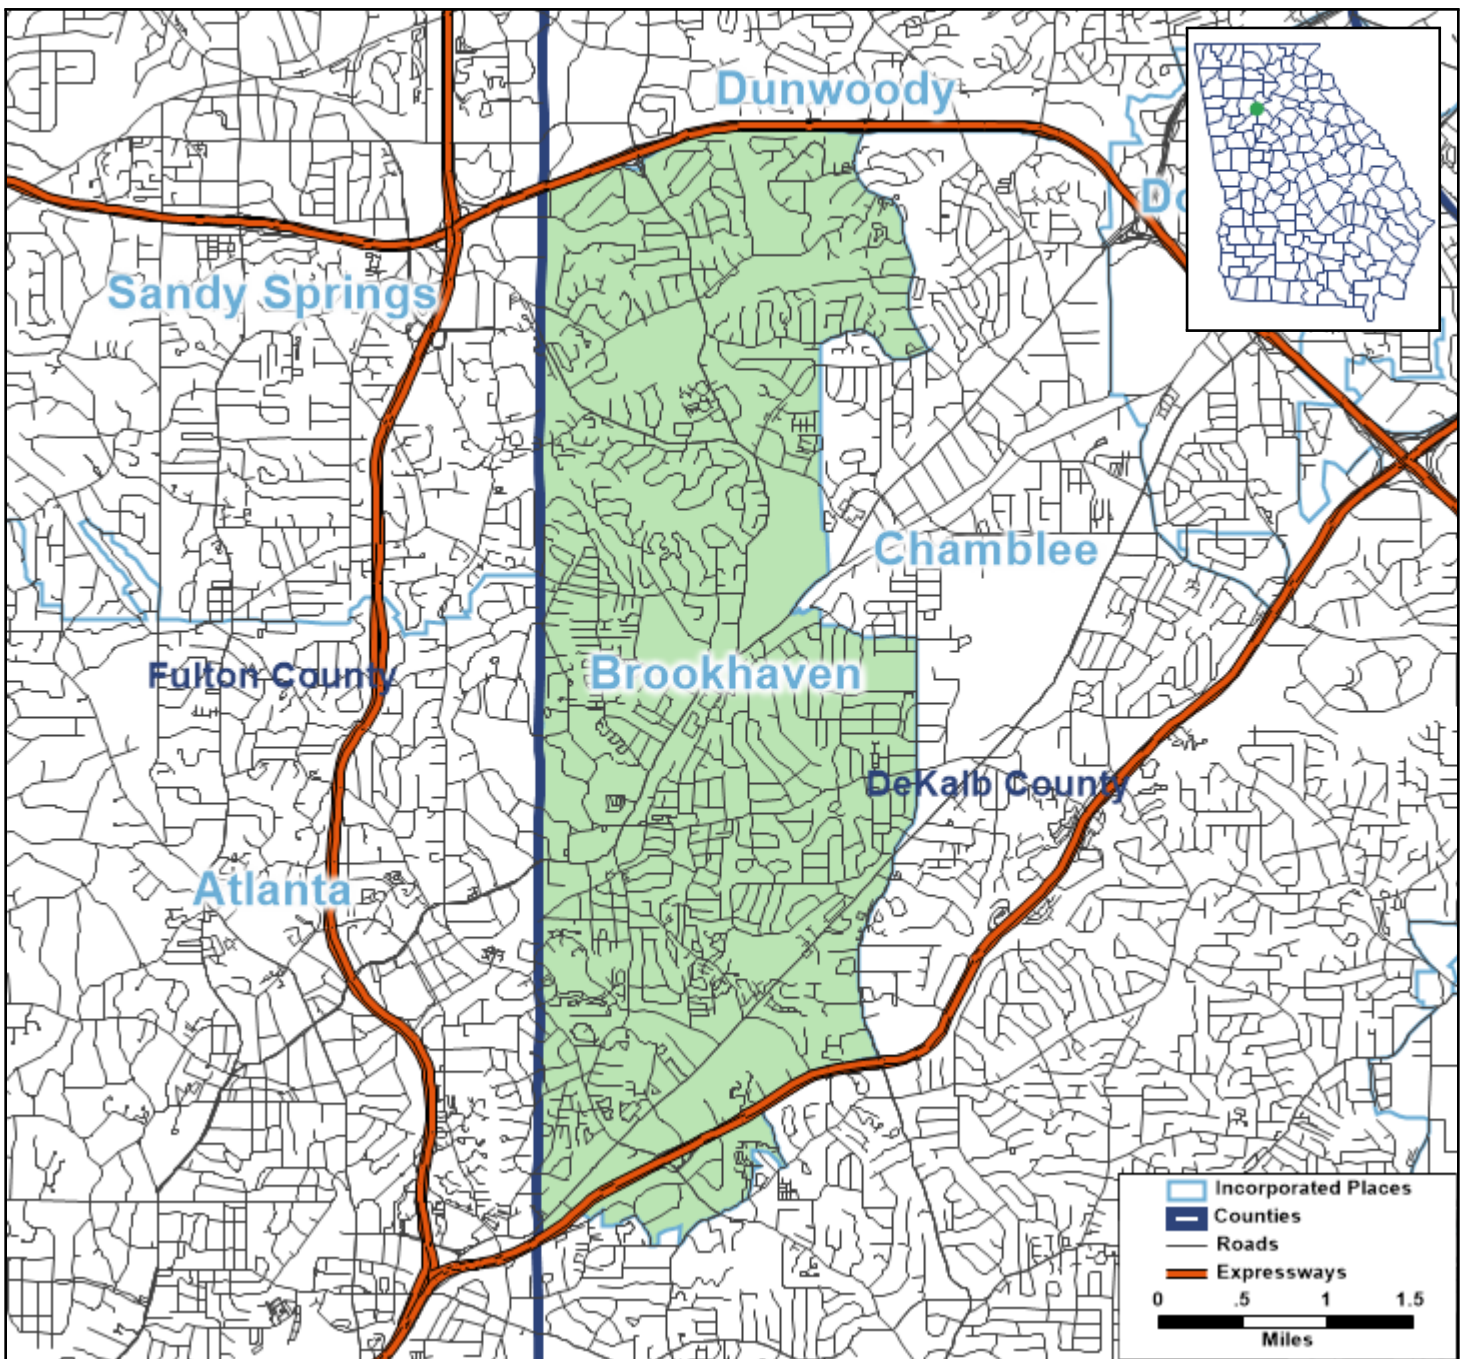 Dunwoody
Do
Sandy Springs
Chamblee
Fulton County
Brookhaven
DeKalb County
Atlanta
Incorporated Places
Counties
Roads
Expressways
0 .5 1 1.5
Miles